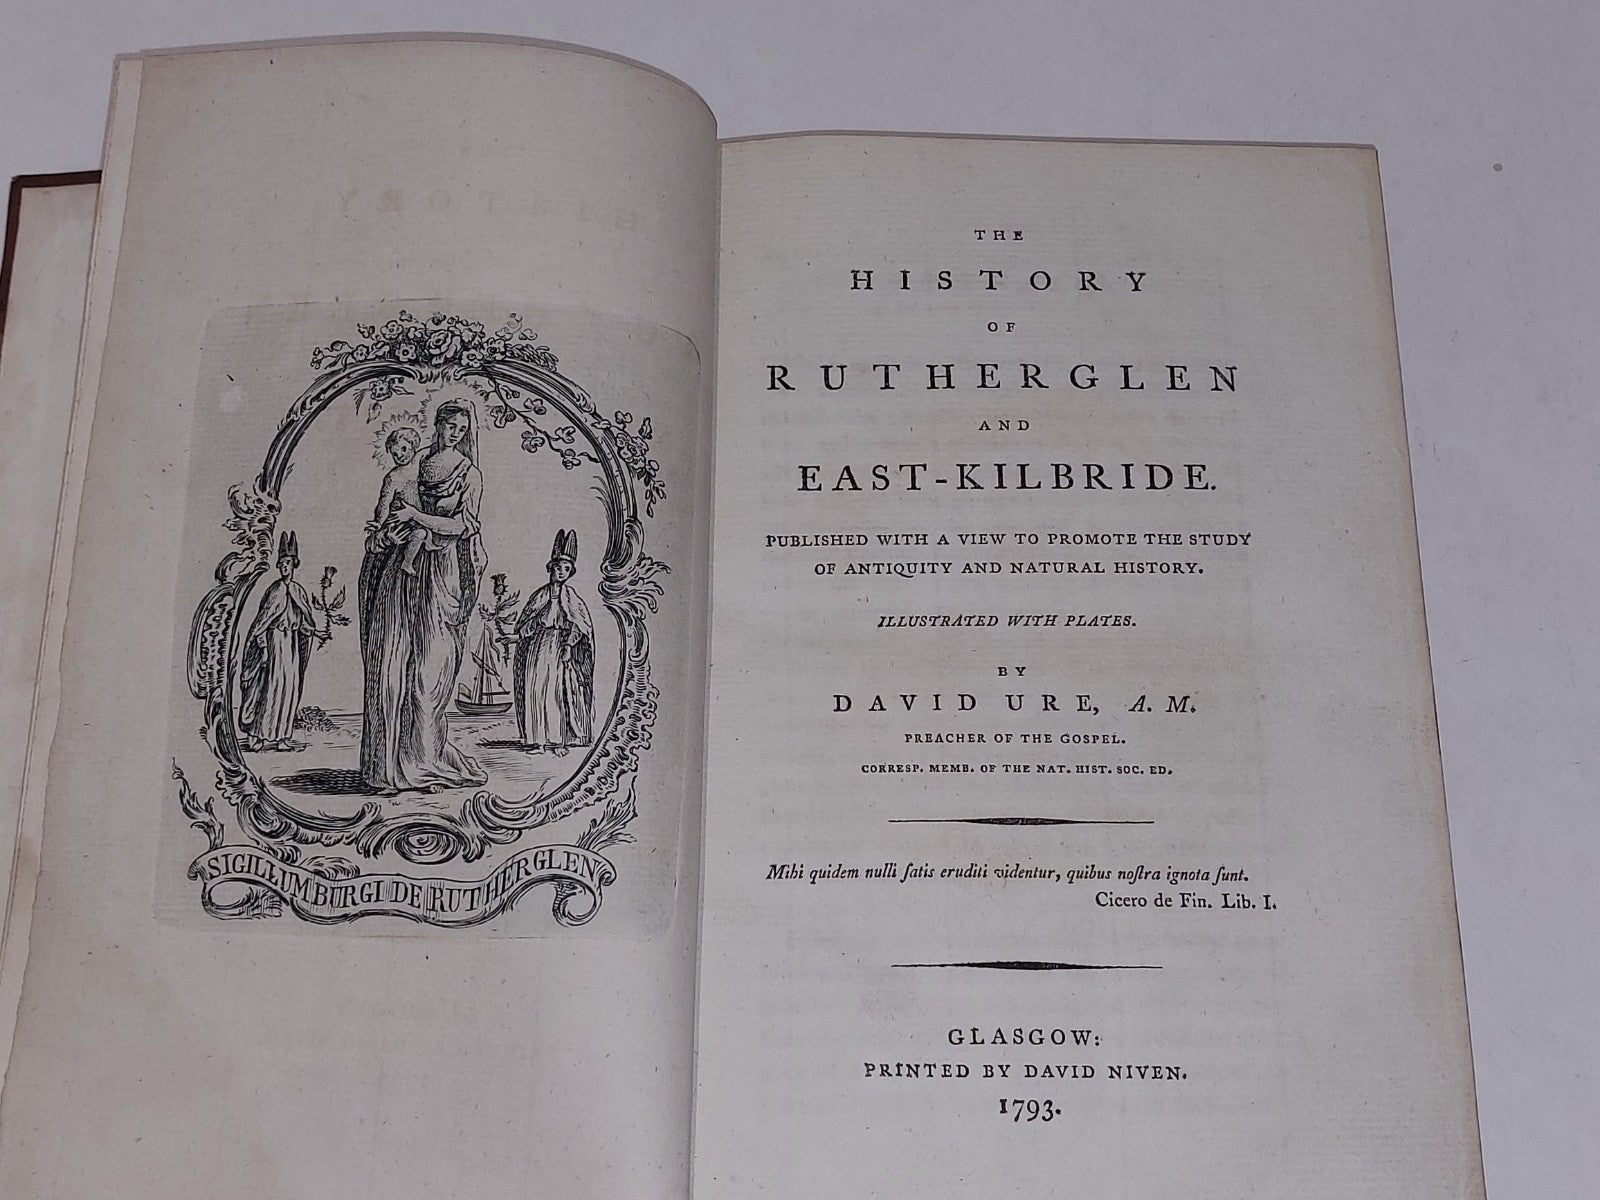 SIGILLUM BURGI DE RUTHERGLEN
THE
HISTORY
OF
RUTHERGLEN
AND
EAST-KILBRIDE.
PUBLISHED WITH A VIEW TO PROMOTE THE STUDY
OF ANTIQUITY AND NATURAL HISTORY.
ILLUSTRATED WITH PLATES.
BY
DAVID URE, A. M.
PREACHER OF THE GOSPEL.
CORRESP. MEMB. OF THE NAT. HIST. SOC. ED.
Mihi quidem nulli ſatis eruditi videntur, quibus noſtra ignota ſunt.
Cicero de Fin. Lib. I.
GLASGOW:
PRINTED BY DAVID NIVEN.
1793.